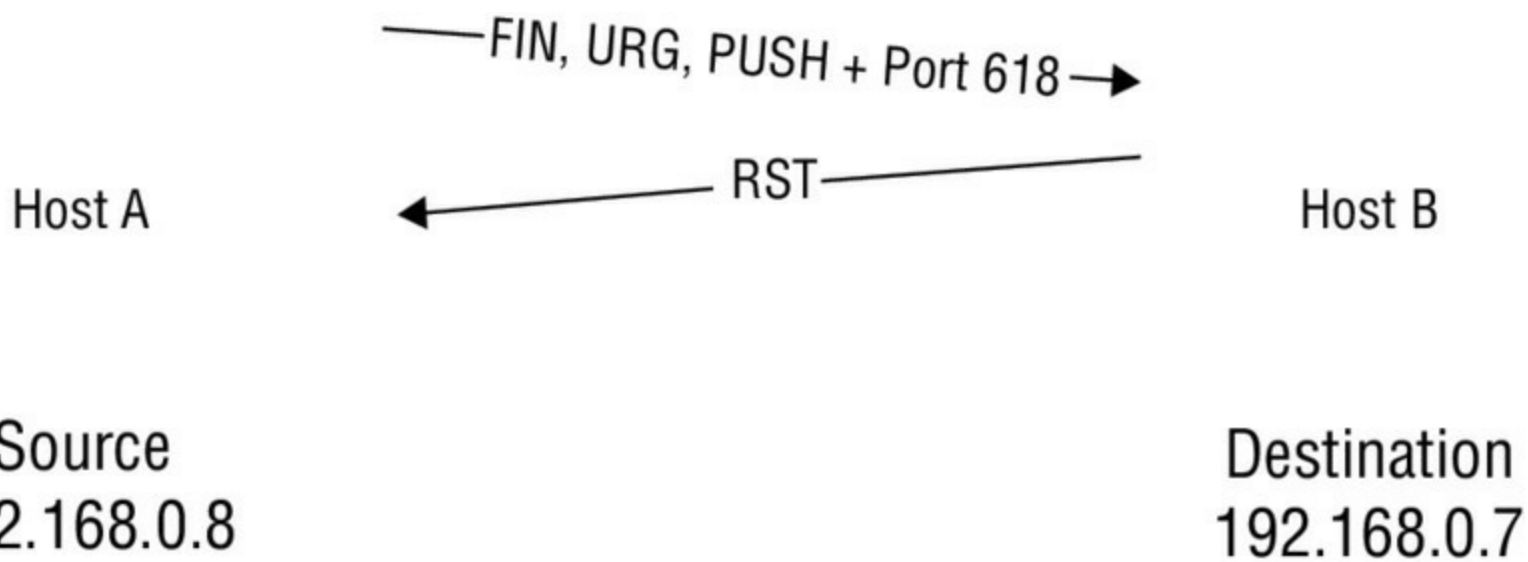 FIN, URG, PUSH + Port 618
RST
Host A
Host B
Source
2.168.0.8
Destination
192.168.0.7